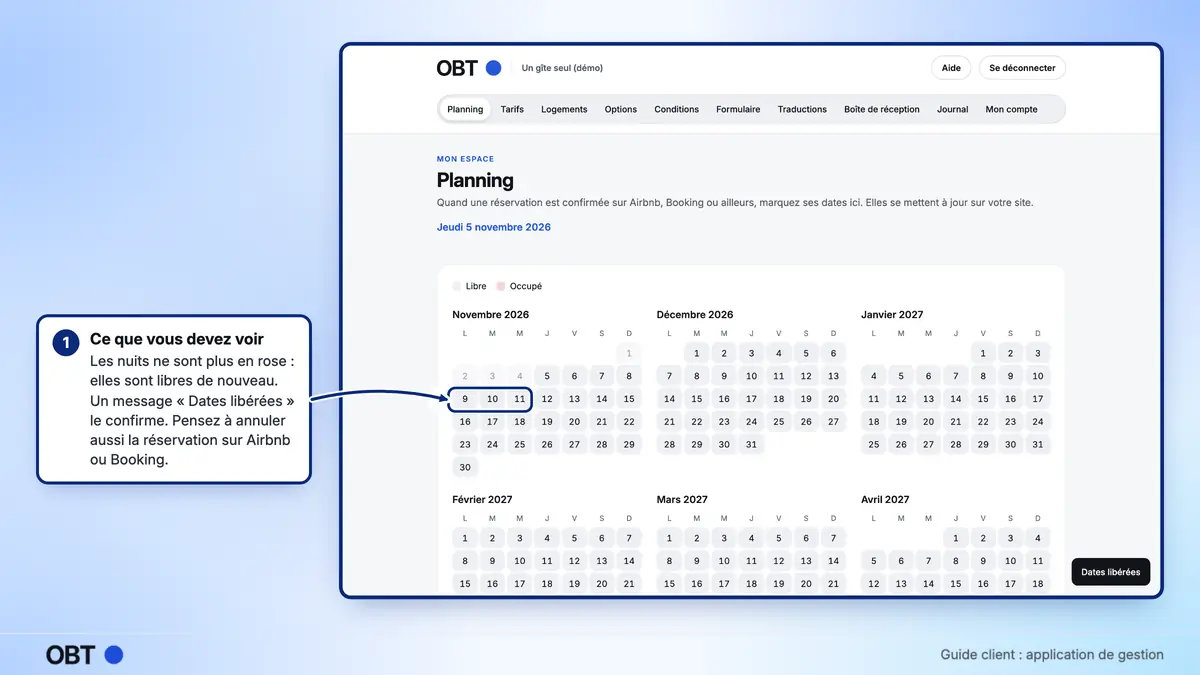 OBT
Un gîte seul (démo)
Aide
Se déconnecter
Planning Tarifs Logements Options Conditions Formulaire Traductions Boîte de réception Journal Mon compte
MON ESPACE
Planning
Quand une réservation est confirmée sur Airbnb, Booking ou ailleurs, marquez ses dates ici. Elles se mettent à jour sur votre site.
Jeudi 5 novembre 2026
Libre Occupé
Novembre 2026
L M M J V S D
1
2 3 4 5 6 7 8
9 10 11 12 13 14 15
16 17 18 19 20 21 22
23 24 25 26 27 28 29
30
Décembre 2026
L M M J V S D
1 2 3 4 5 6
7 8 9 10 11 12 13
14 15 16 17 18 19 20
21 22 23 24 25 26 27
28 29 30 31
Janvier 2027
L M M J V S D
1 2 3
4 5 6 7 8 9 10
11 12 13 14 15 16 17
18 19 20 21 22 23 24
25 26 27 28 29 30 31
Février 2027
L M M J V S D
1 2 3 4 5 6 7
8 9 10 11 12 13 14
15 16 17 18 19 20 21
Mars 2027
L M M J V S D
1 2 3 4 5 6 7
8 9 10 11 12 13 14
15 16 17 18 19 20 21
Avril 2027
L M M J V S D
1 2 3 4
5 6 7 8 9 10 11
12 13 14 15 16 17 18
Dates libérées
1
Ce que vous devez voir
Les nuits ne sont plus en rose :
elles sont libres de nouveau.
Un message « Dates libérées »
le confirme. Pensez à annuler
aussi la réservation sur Airbnb
ou Booking.
OBT
Guide client : application de gestion